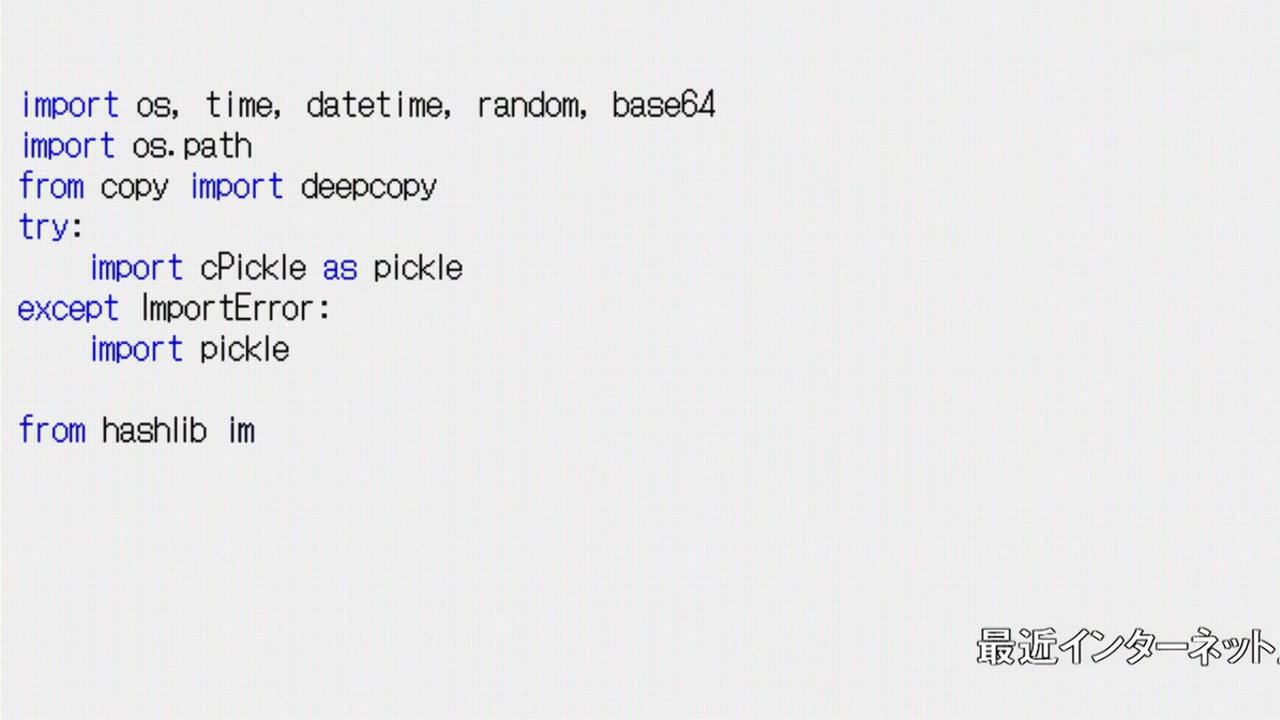 import os, time, datetime, random, base64
import os.path
from copy import deepcopy
try:
    import cPickle as pickle
except ImportError:
    import pickle
from hashlib im
最近インターネット